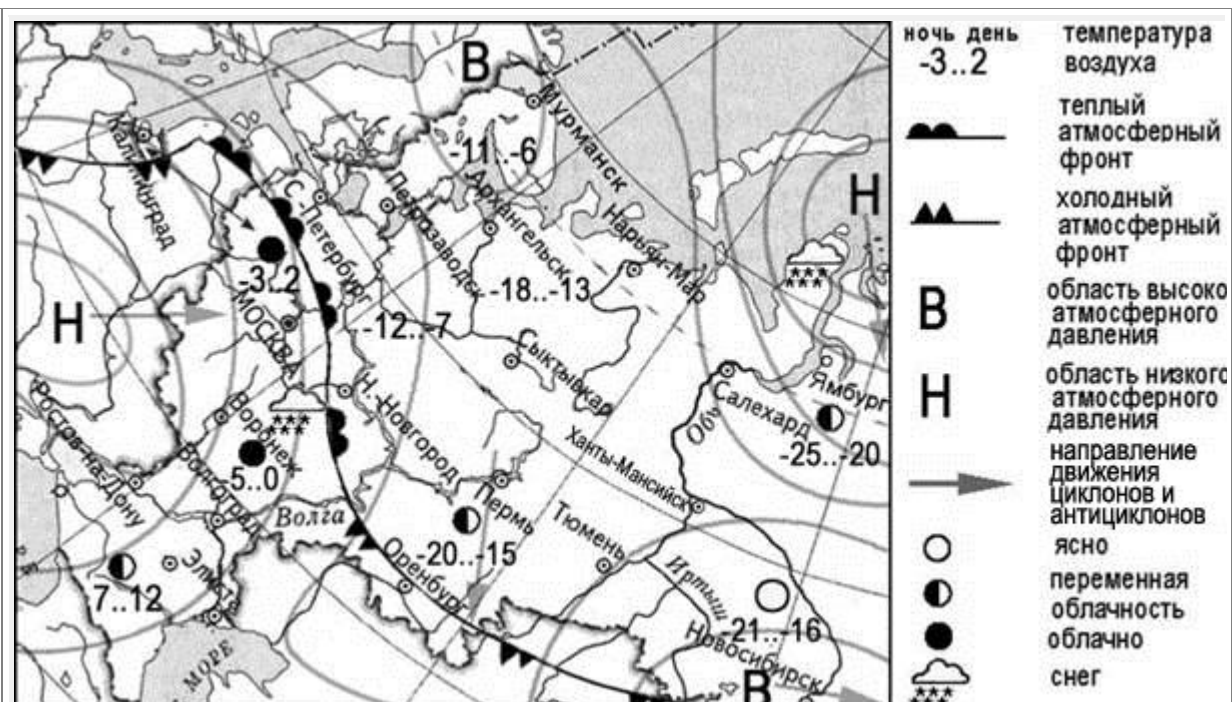 В
Мурманск
-11..-6
Калининград
С.-Петербург
Петрозаводск
Архангельск
Нарьян-Мар
Н
-3..2
-18..-13
Н
МОСКВА
-12..-7
Сыктывкар
Ямбург
Салехард
Обь
-25..-20
Н.-Новгород
Воронеж
Ростов-на-Дону
Волгоград
-5..0
Ханты-Мансийск
Волга
Пермь
Тюмень
-20..-15
Оренбург
Иртыш
7..12
Элиста
-21..-16
Новосибирск
МОРЕ
В
ночь день
-3..2
температура
воздуха
теплый
атмосферный
фронт
холодный
атмосферный
фронт
В
область высоко
атмосферного
давления
Н
область низкого
атмосферного
давления
направление
движения
циклонов и
антициклонов
ясно
переменная
облачность
облачно
снег